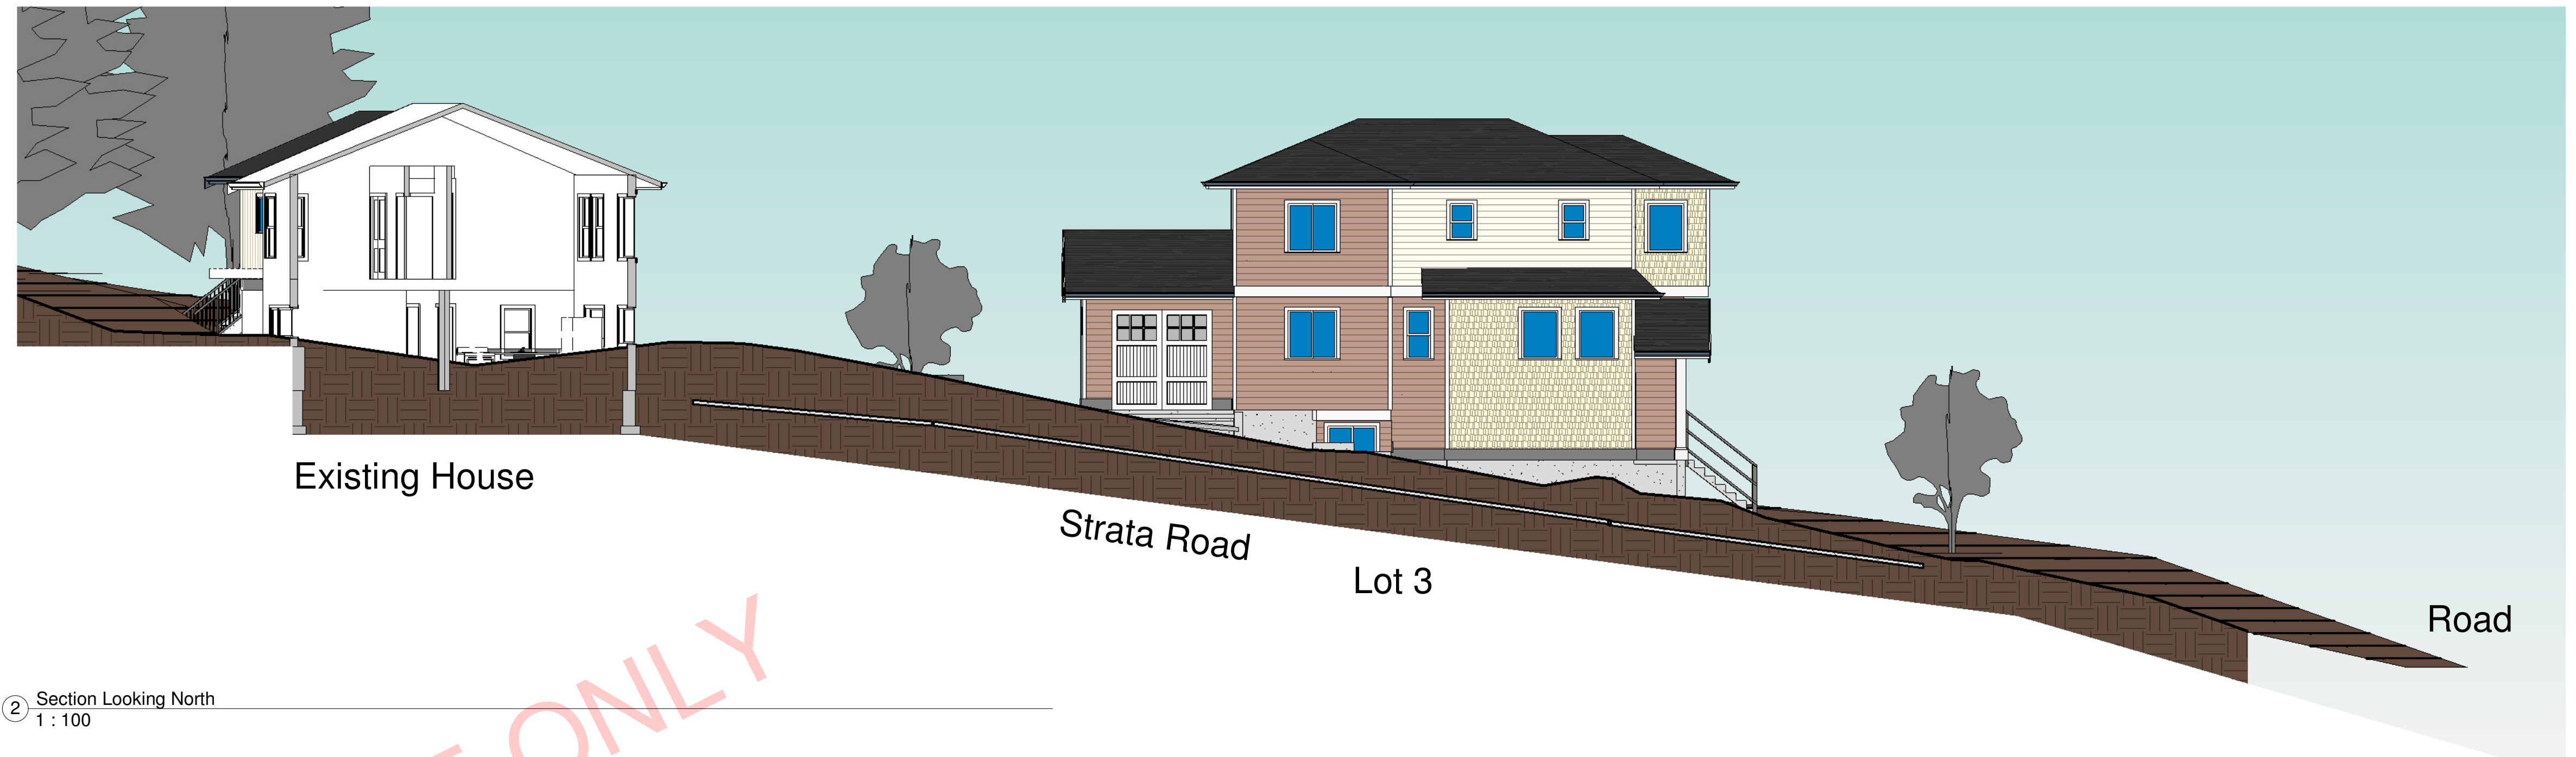 Existing House
Strata Road
Lot 3
Road
2
Section Looking North
1 : 100
ONLY